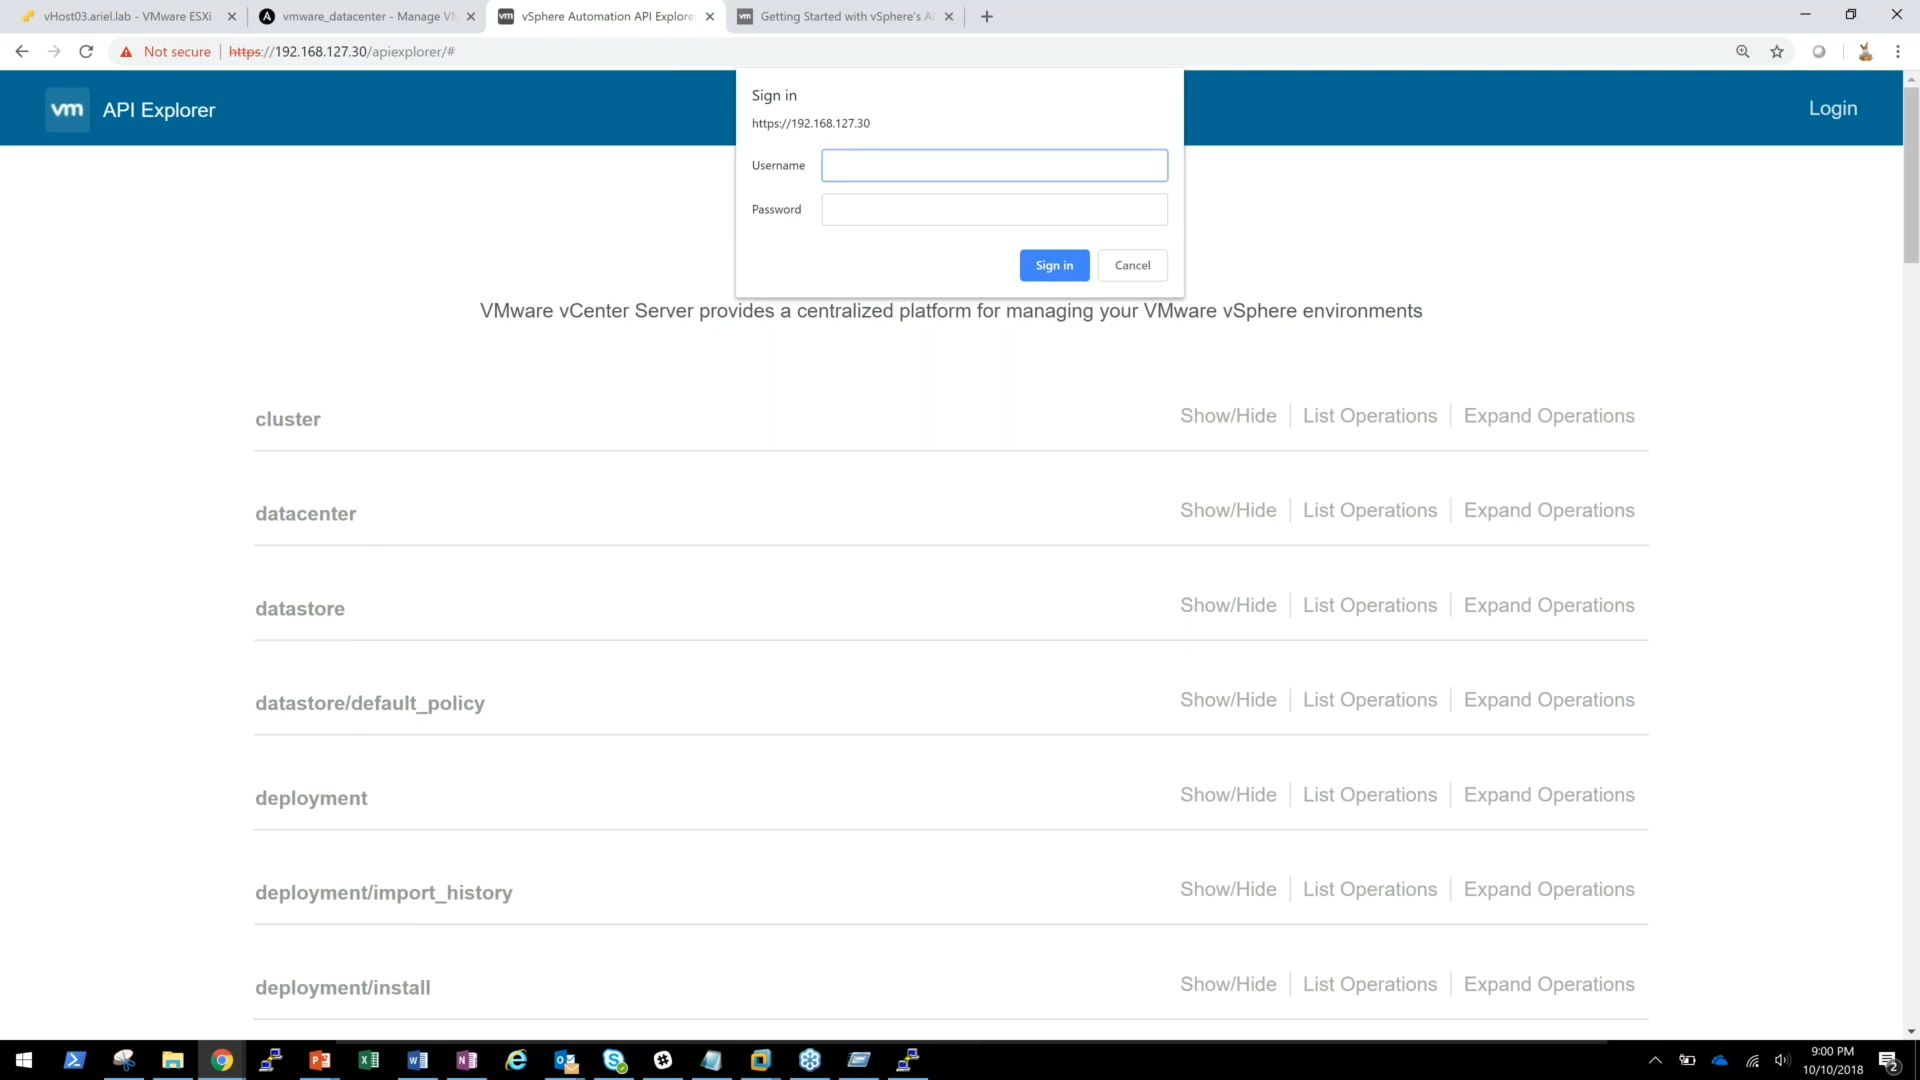 vHost03.ariel.lab - VMware ESXi
vmware_datacenter - Manage VM
vSphere Automation API Explorer
Getting Started with vSphere's A
Not secure
https://192.168.127.30/apiexplorer/#
vm API Explorer
Login
Sign in
https://192.168.127.30
Username
Password
Sign in
Cancel
VMware vCenter Server provides a centralized platform for managing your VMware vSphere environments
cluster Show/Hide List Operations Expand Operations
datacenter Show/Hide List Operations Expand Operations
datastore Show/Hide List Operations Expand Operations
datastore/default_policy Show/Hide List Operations Expand Operations
deployment Show/Hide List Operations Expand Operations
deployment/import_history Show/Hide List Operations Expand Operations
deployment/install Show/Hide List Operations Expand Operations
9:00 PM
10/10/2018
2